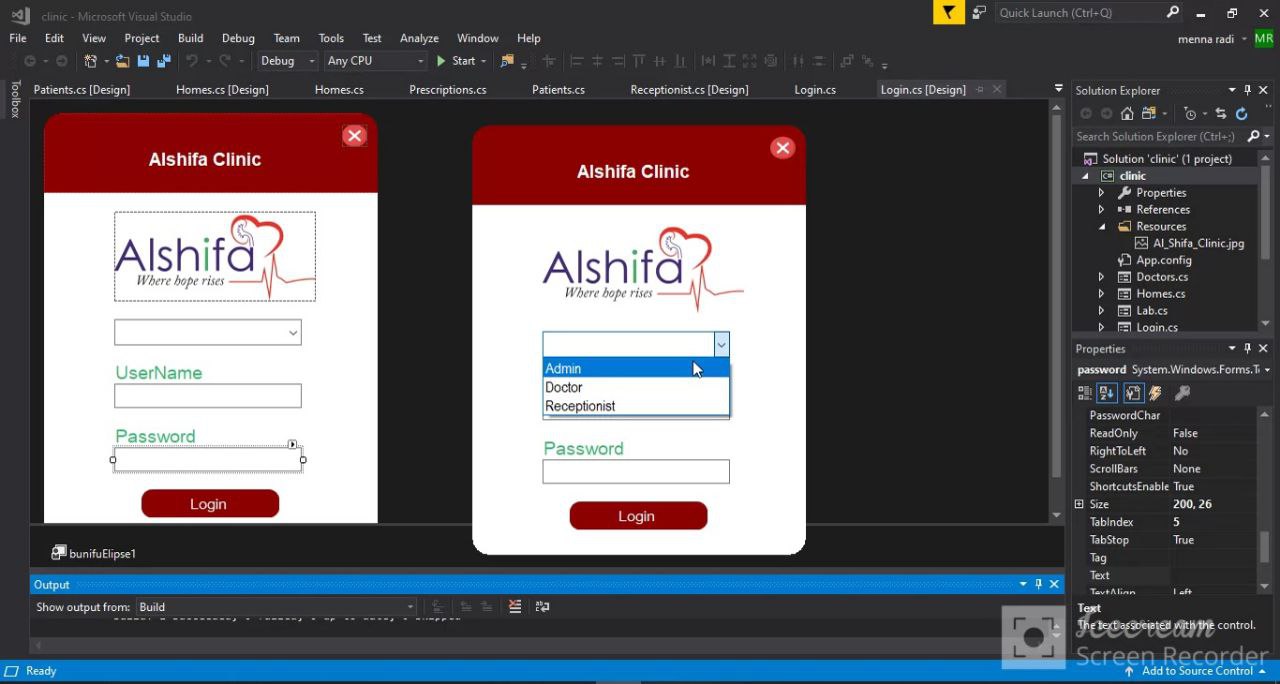 clinic - Microsoft Visual Studio
Quick Launch (Ctrl+Q)
File Edit View Project Build Debug Team Tools Test Analyze Window Help
menna radi MR
Debug Any CPU Start
Toolbox
Patients.cs [Design] Homes.cs [Design] Homes.cs Prescriptions.cs Patients.cs Receptionist.cs [Design] Login.cs Login.cs [Design]
Alshifa Clinic
Alshifa
Where hope rises
UserName
Password
Login
bunifuElipse1
Alshifa Clinic
Alshifa
Where hope rises
Admin
Doctor
Receptionist
Password
Login
Solution Explorer
Search Solution Explorer (Ctrl+;)
Solution 'clinic' (1 project)
clinic
Properties
References
Resources
Al_Shifa_Clinic.jpg
App.config
Doctors.cs
Homes.cs
Lab.cs
Login.cs
Properties
password System.Windows.Forms.T
PasswordChar
ReadOnly False
RightToLeft No
ScrollBars None
ShortcutsEnable True
Size 200, 26
TabIndex 5
TabStop True
Tag
Text
TextAlign Left
Text
The text associated with the control.
Output
Show output from: Build
Icecream
Screen Recorder
Ready
Add to Source Control